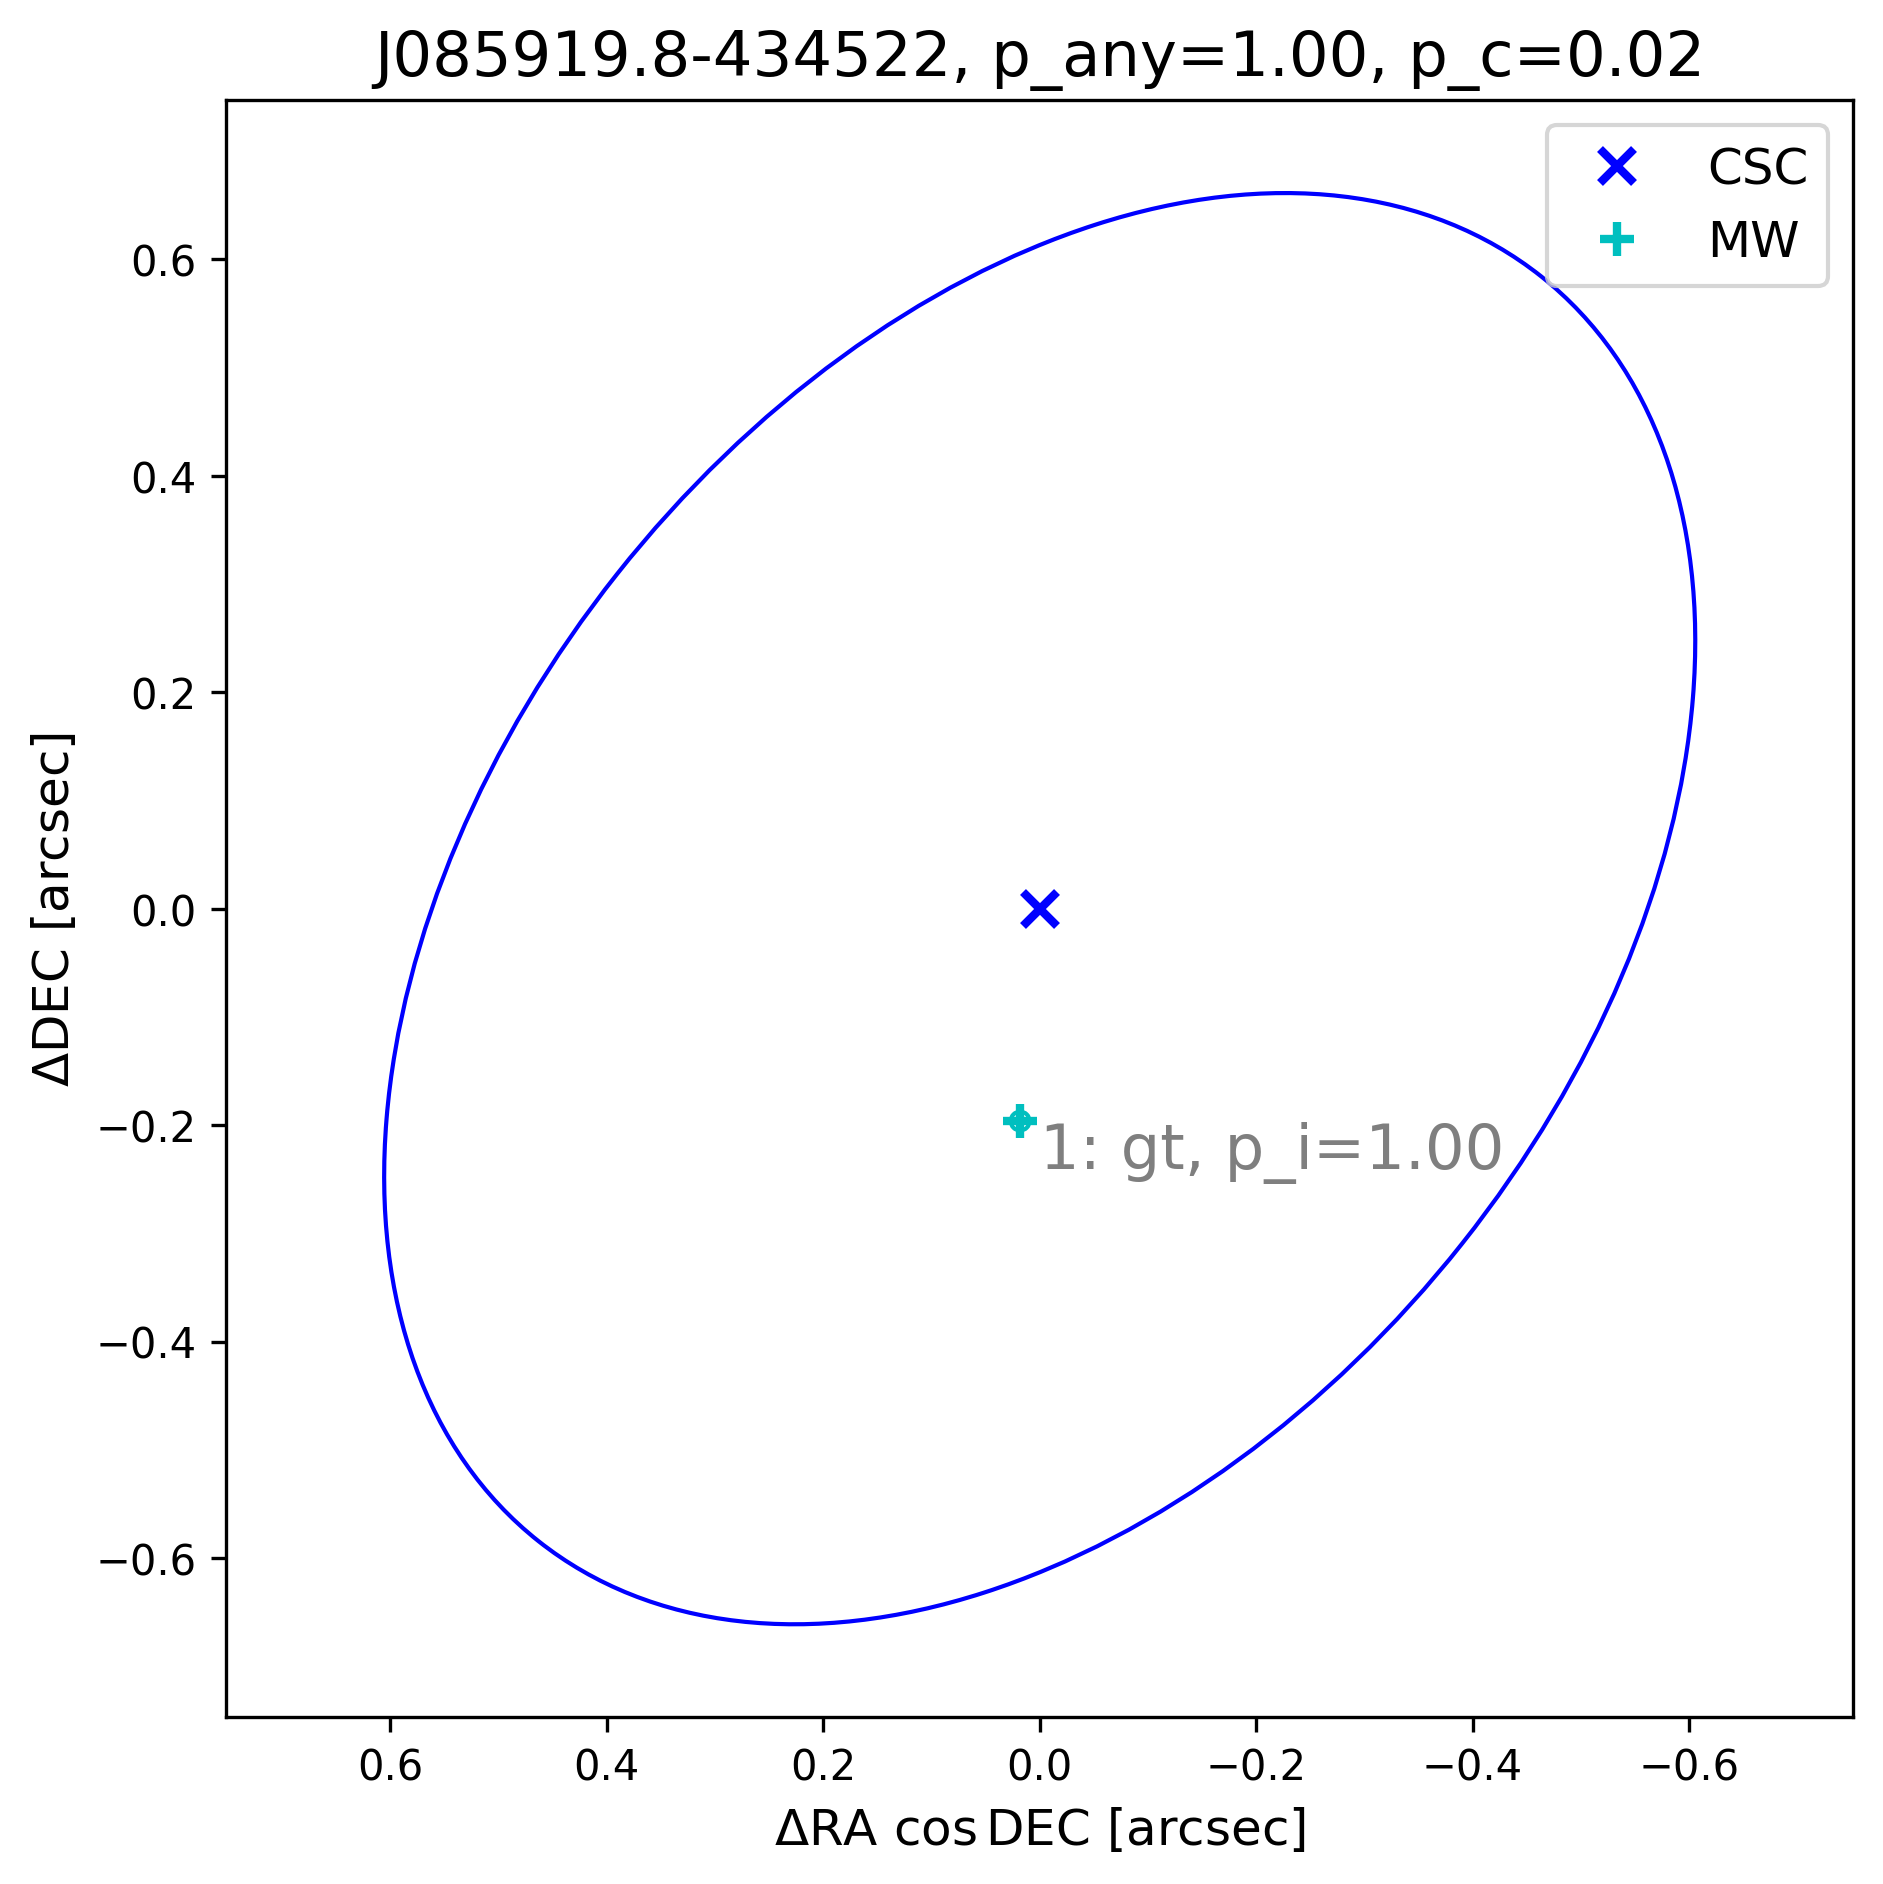 J085919.8-434522, p_any=1.00, p_c=0.02
CSC
MW
0.6
0.4
0.2
0.0
−0.2
−0.4
−0.6
ΔDEC [arcsec]
1: gt, p_i=1.00
0.6 0.4 0.2 0.0 −0.2 −0.4 −0.6
ΔRA cos DEC [arcsec]